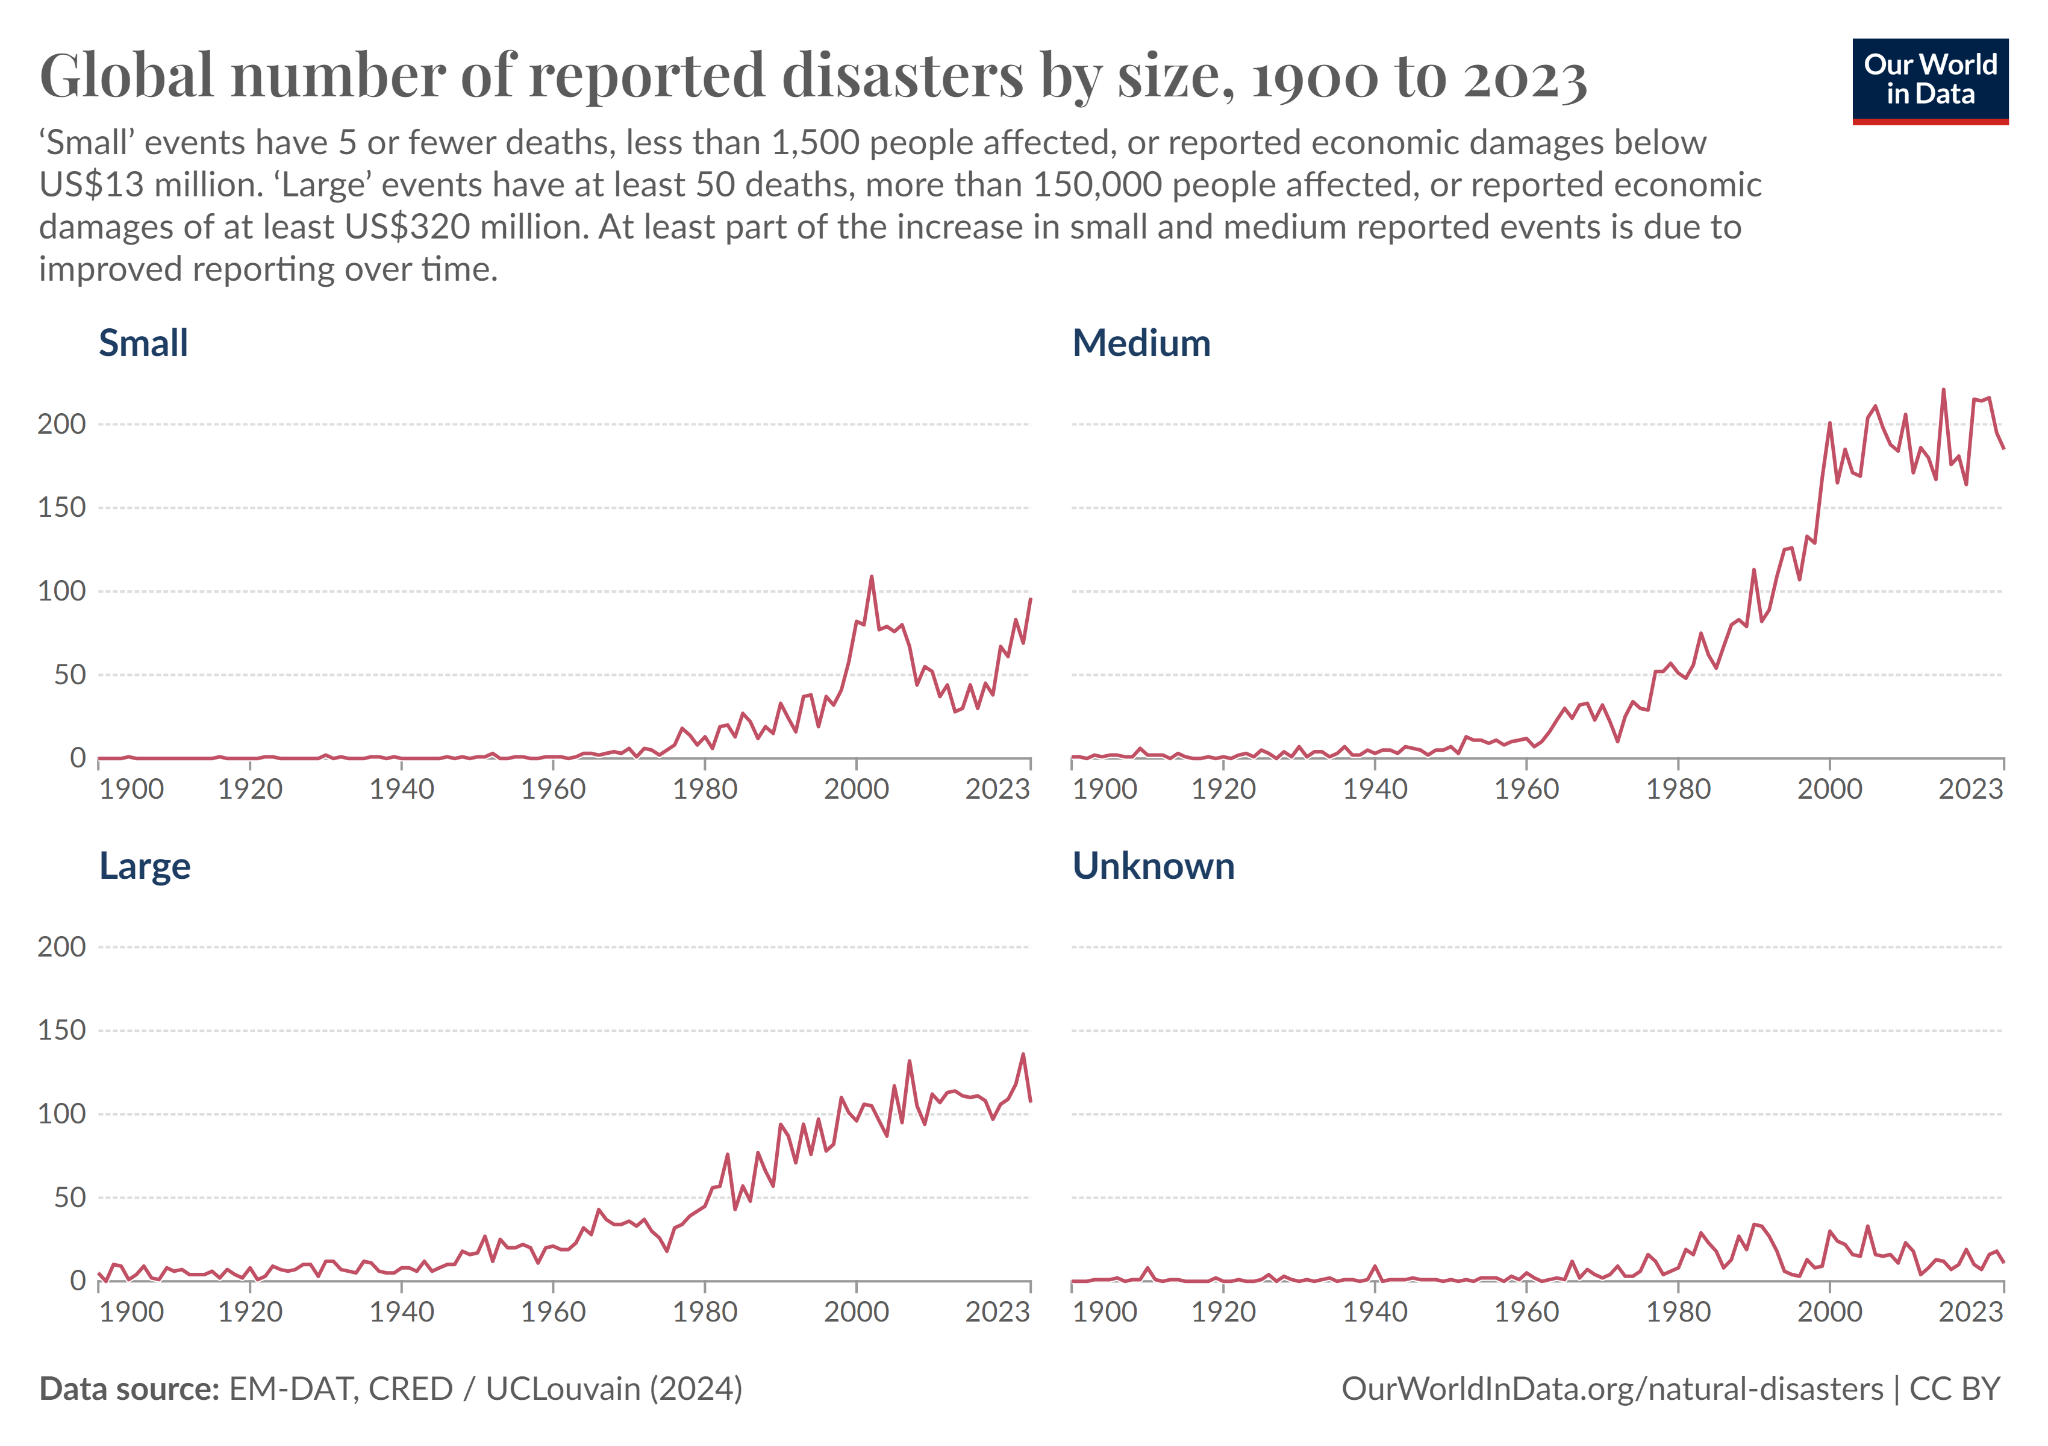 Global number of reported disasters by size, 1900 to 2023
Our World
in Data
‘Small’ events have 5 or fewer deaths, less than 1,500 people affected, or reported economic damages below
US$13 million. ‘Large’ events have at least 50 deaths, more than 150,000 people affected, or reported economic
damages of at least US$320 million. At least part of the increase in small and medium reported events is due to
improved reporting over time.
Small
200
150
100
50
0
1900 1920 1940 1960 1980 2000 2023
Medium
1900 1920 1940 1960 1980 2000 2023
Large
200
150
100
50
0
1900 1920 1940 1960 1980 2000 2023
Unknown
1900 1920 1940 1960 1980 2000 2023
Data source: EM-DAT, CRED / UCLouvain (2024)
OurWorldInData.org/natural-disasters | CC BY